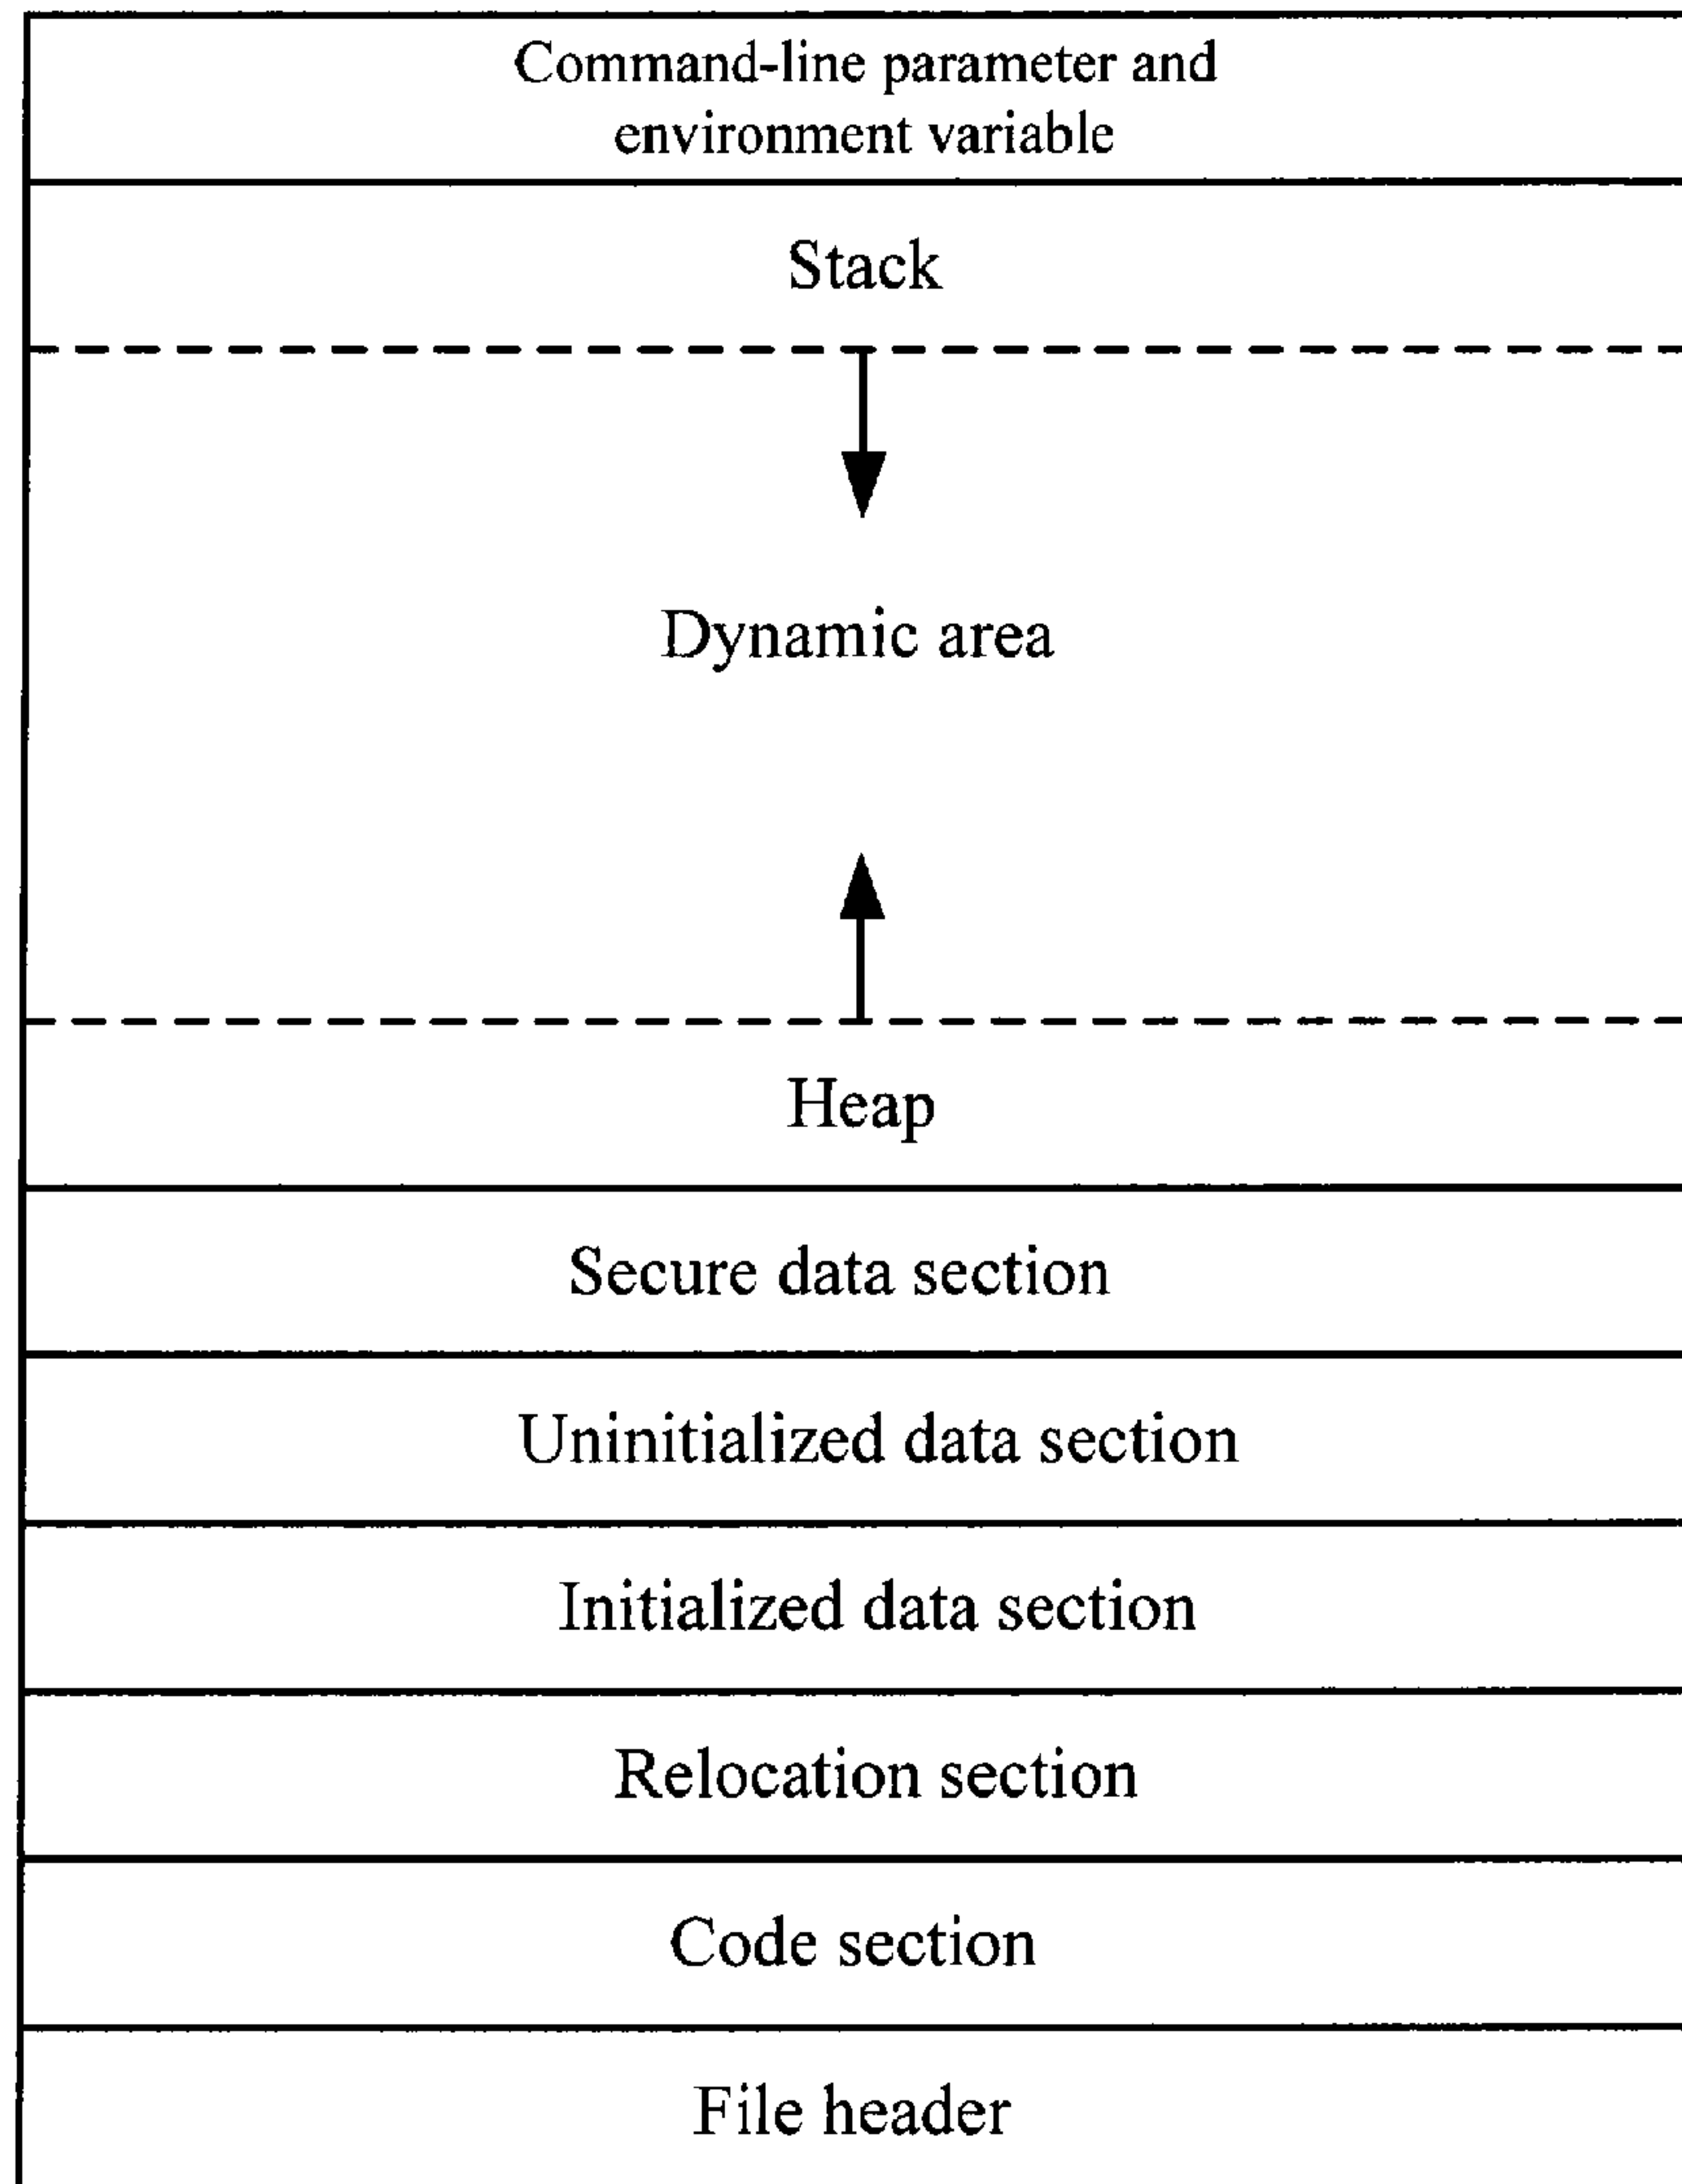 Command-line parameter and
environment variable
Stack
Dynamic area
Heap
Secure data section
Uninitialized data section
Initialized data section
Relocation section
Code section
File header